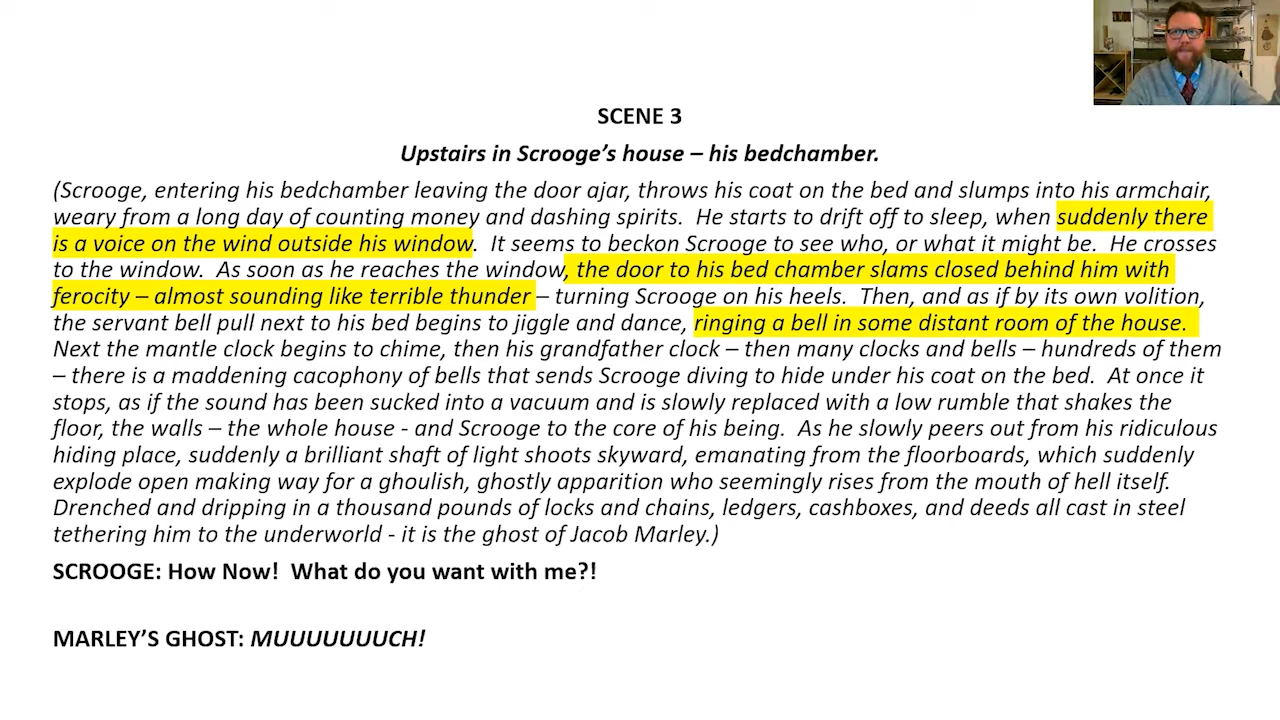 SCENE 3
Upstairs in Scrooge’s house – his bedchamber.
(Scrooge, entering his bedchamber leaving the door ajar, throws his coat on the bed and slumps into his armchair,
weary from a long day of counting money and dashing spirits.  He starts to drift off to sleep, when suddenly there
is a voice on the wind outside his window.  It seems to beckon Scrooge to see who, or what it might be.  He crosses
to the window.  As soon as he reaches the window, the door to his bed chamber slams closed behind him with
ferocity – almost sounding like terrible thunder – turning Scrooge on his heels.  Then, and as if by its own volition,
the servant bell pull next to his bed begins to jiggle and dance, ringing a bell in some distant room of the house.
Next the mantle clock begins to chime, then his grandfather clock – then many clocks and bells – hundreds of them
– there is a maddening cacophony of bells that sends Scrooge diving to hide under his coat on the bed.  At once it
stops, as if the sound has been sucked into a vacuum and is slowly replaced with a low rumble that shakes the
floor, the walls – the whole house - and Scrooge to the core of his being.  As he slowly peers out from his ridiculous
hiding place, suddenly a brilliant shaft of light shoots skyward, emanating from the floorboards, which suddenly
explode open making way for a ghoulish, ghostly apparition who seemingly rises from the mouth of hell itself.
Drenched and dripping in a thousand pounds of locks and chains, ledgers, cashboxes, and deeds all cast in steel
tethering him to the underworld - it is the ghost of Jacob Marley.)
SCROOGE: How Now!  What do you want with me?!
MARLEY’S GHOST: MUUUUUUUCH!